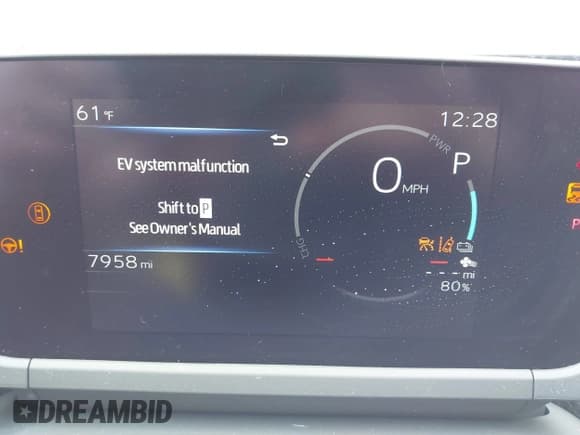 61 °F
12:28
EV system malfunction
Shift to P
See Owner's Manual
7958 mi
PWR
P
0 MPH
CHG
- - - - mi
80%
P
DREAMBID